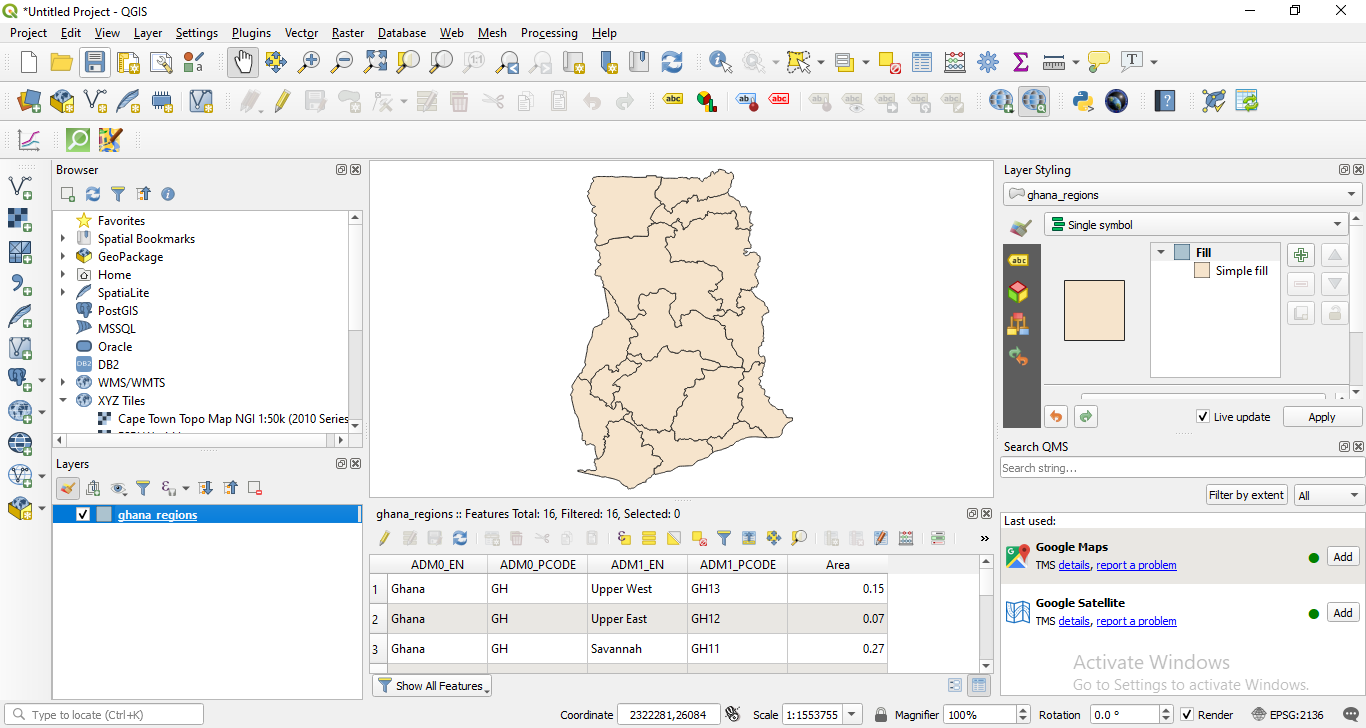 *Untitled Project - QGIS
Project Edit View Layer Settings Plugins Vector Raster Database Web Mesh Processing Help
Browser
Favorites
Spatial Bookmarks
GeoPackage
Home
SpatiaLite
PostGIS
MSSQL
Oracle
DB2
WMS/WMTS
XYZ Tiles
Cape Town Topo Map NGI 1:50k (2010 Series
Layers
ghana_regions
ghana_regions :: Features Total: 16, Filtered: 16, Selected: 0
ADM0_EN ADM0_PCODE ADM1_EN ADM1_PCODE Area
1 Ghana GH Upper West GH13 0.15
2 Ghana GH Upper East GH12 0.07
3 Ghana GH Savannah GH11 0.27
Show All Features
Layer Styling
ghana_regions
Single symbol
Fill
Simple fill
Live update
Apply
Search QMS
Search string...
Filter by extent All
Last used:
Google Maps
TMS details, report a problem
Add
Google Satellite
TMS details, report a problem
Add
Activate Windows
Go to Settings to activate Windows.
Type to locate (Ctrl+K) Coordinate 2322281,26084 Scale 1:1553755 Magnifier 100% Rotation 0.0 ° Render EPSG:2136